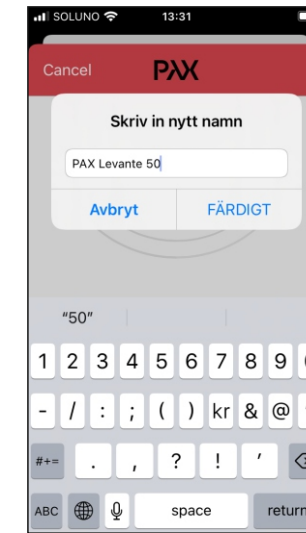 SOLUNO 13:31
Cancel PAX
Skriv in nytt namn
PAX Levante 50
Avbryt FÄRDIGT
"50"
1 2 3 4 5 6 7 8 9
- / : ; ( ) kr & @
#+= . , ? ! ’
ABC space return